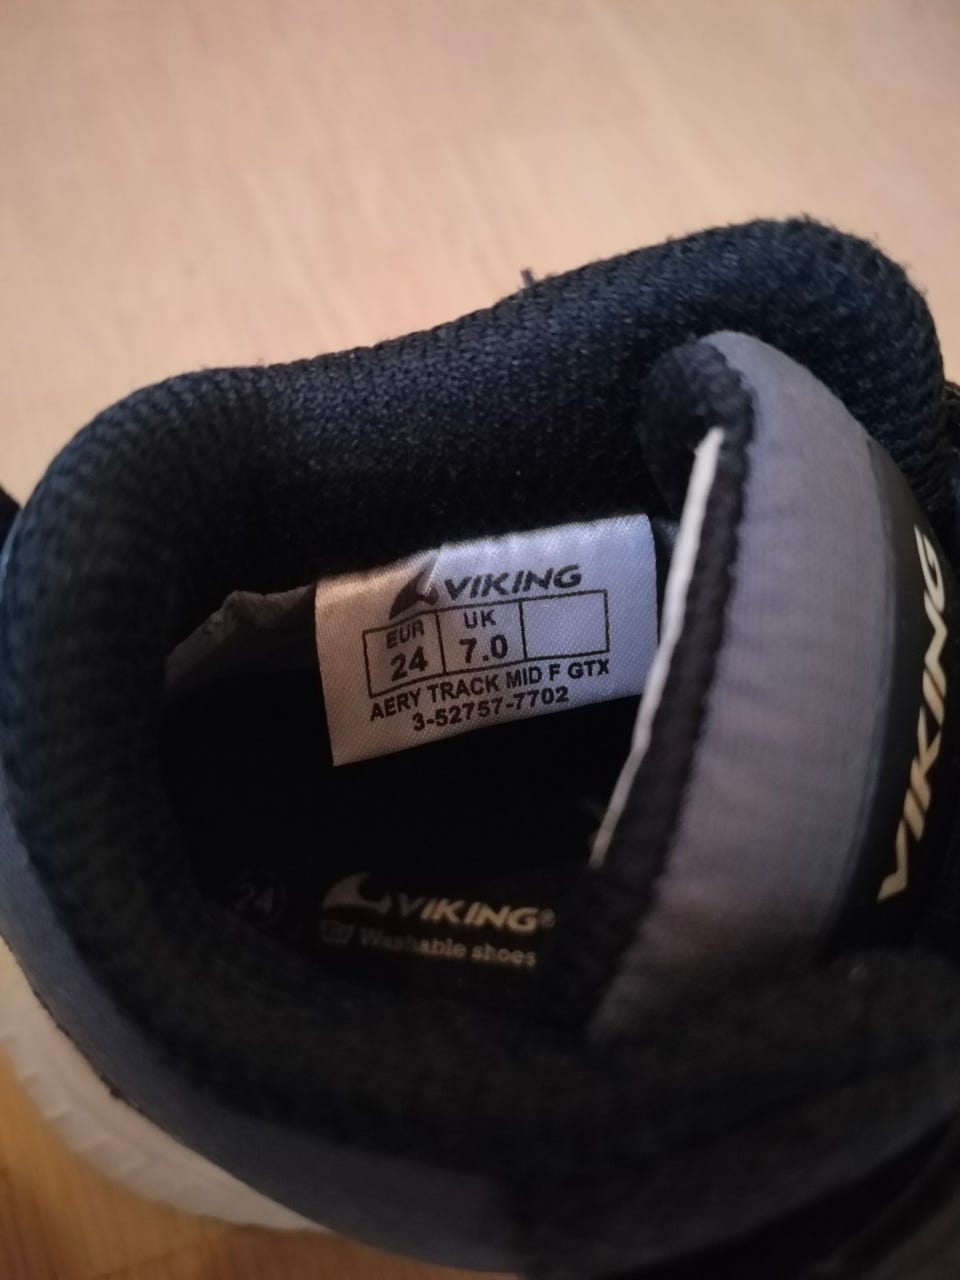 VIKING
EUR UK
24 7.0
AERY TRACK MID F GTX
3-52757-7702
VIKING
24
VIKING®
Washable shoes